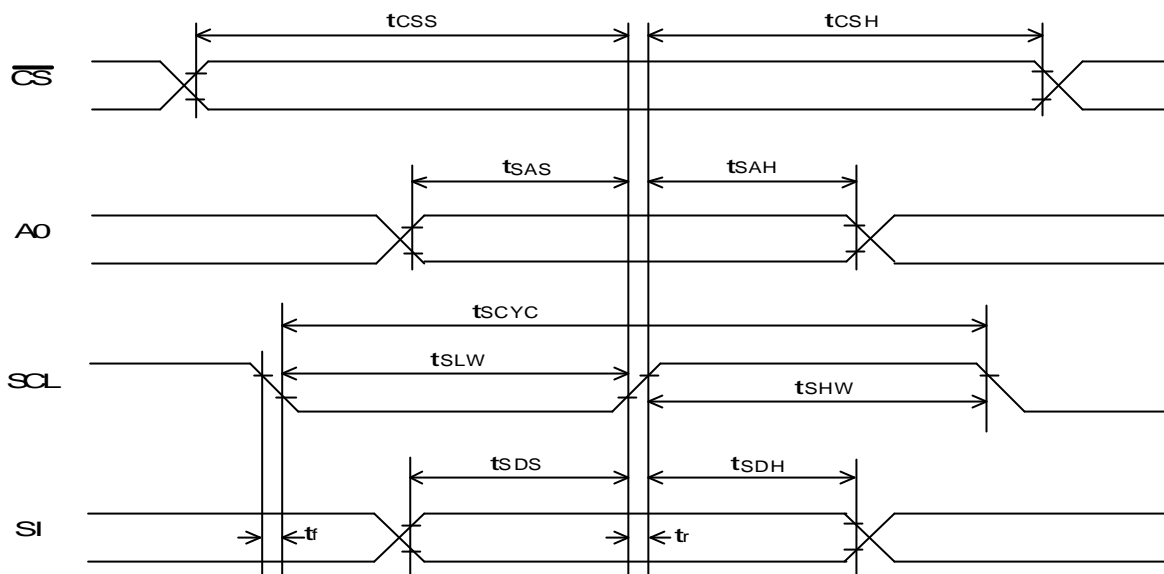 tCSS tCSH
CS
tSAS tSAH
A0
tSCYC
tSLW
SCL
tSHW
tSDS tSDH
SI
tf tr